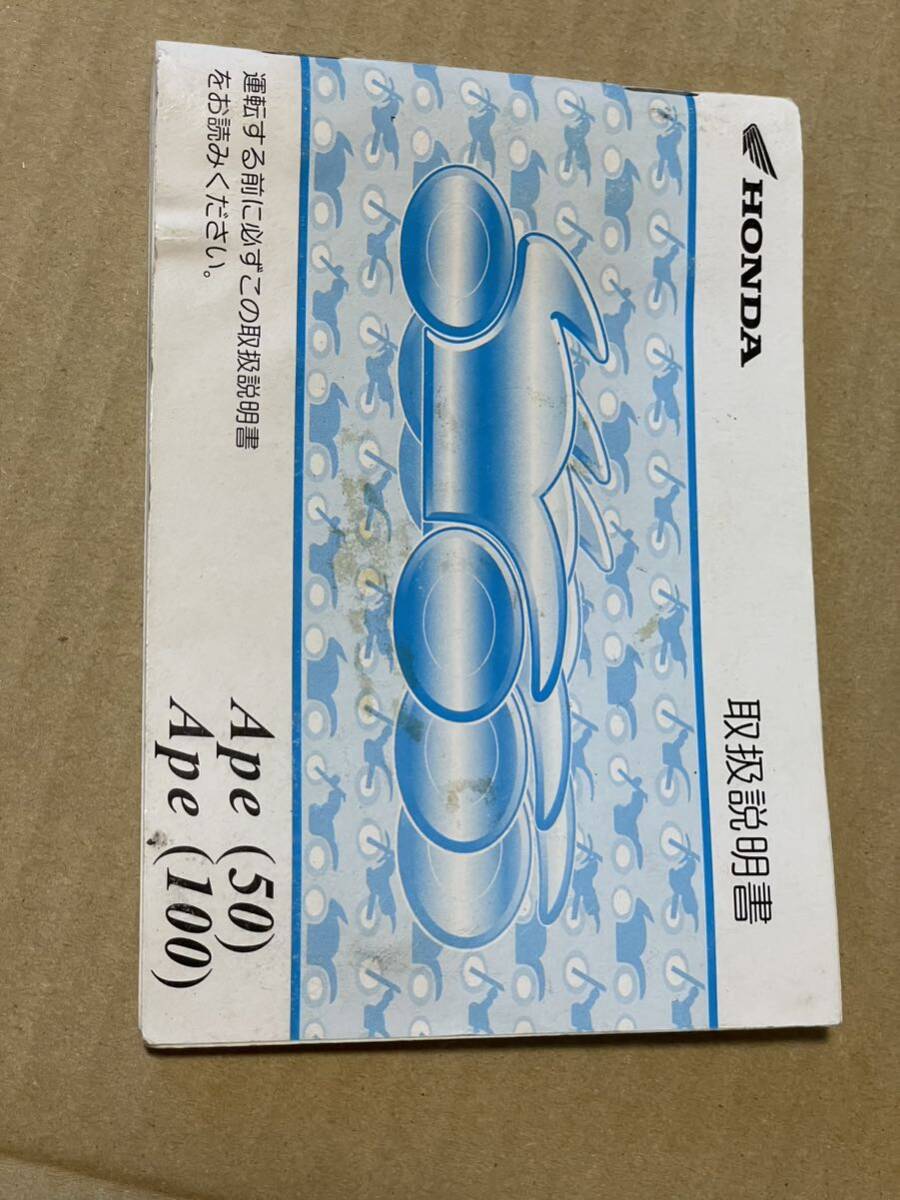 HONDA
取扱説明書
運転する前に必ずこの取扱説明書
をお読みください。
Ape (50)
Ape (100)